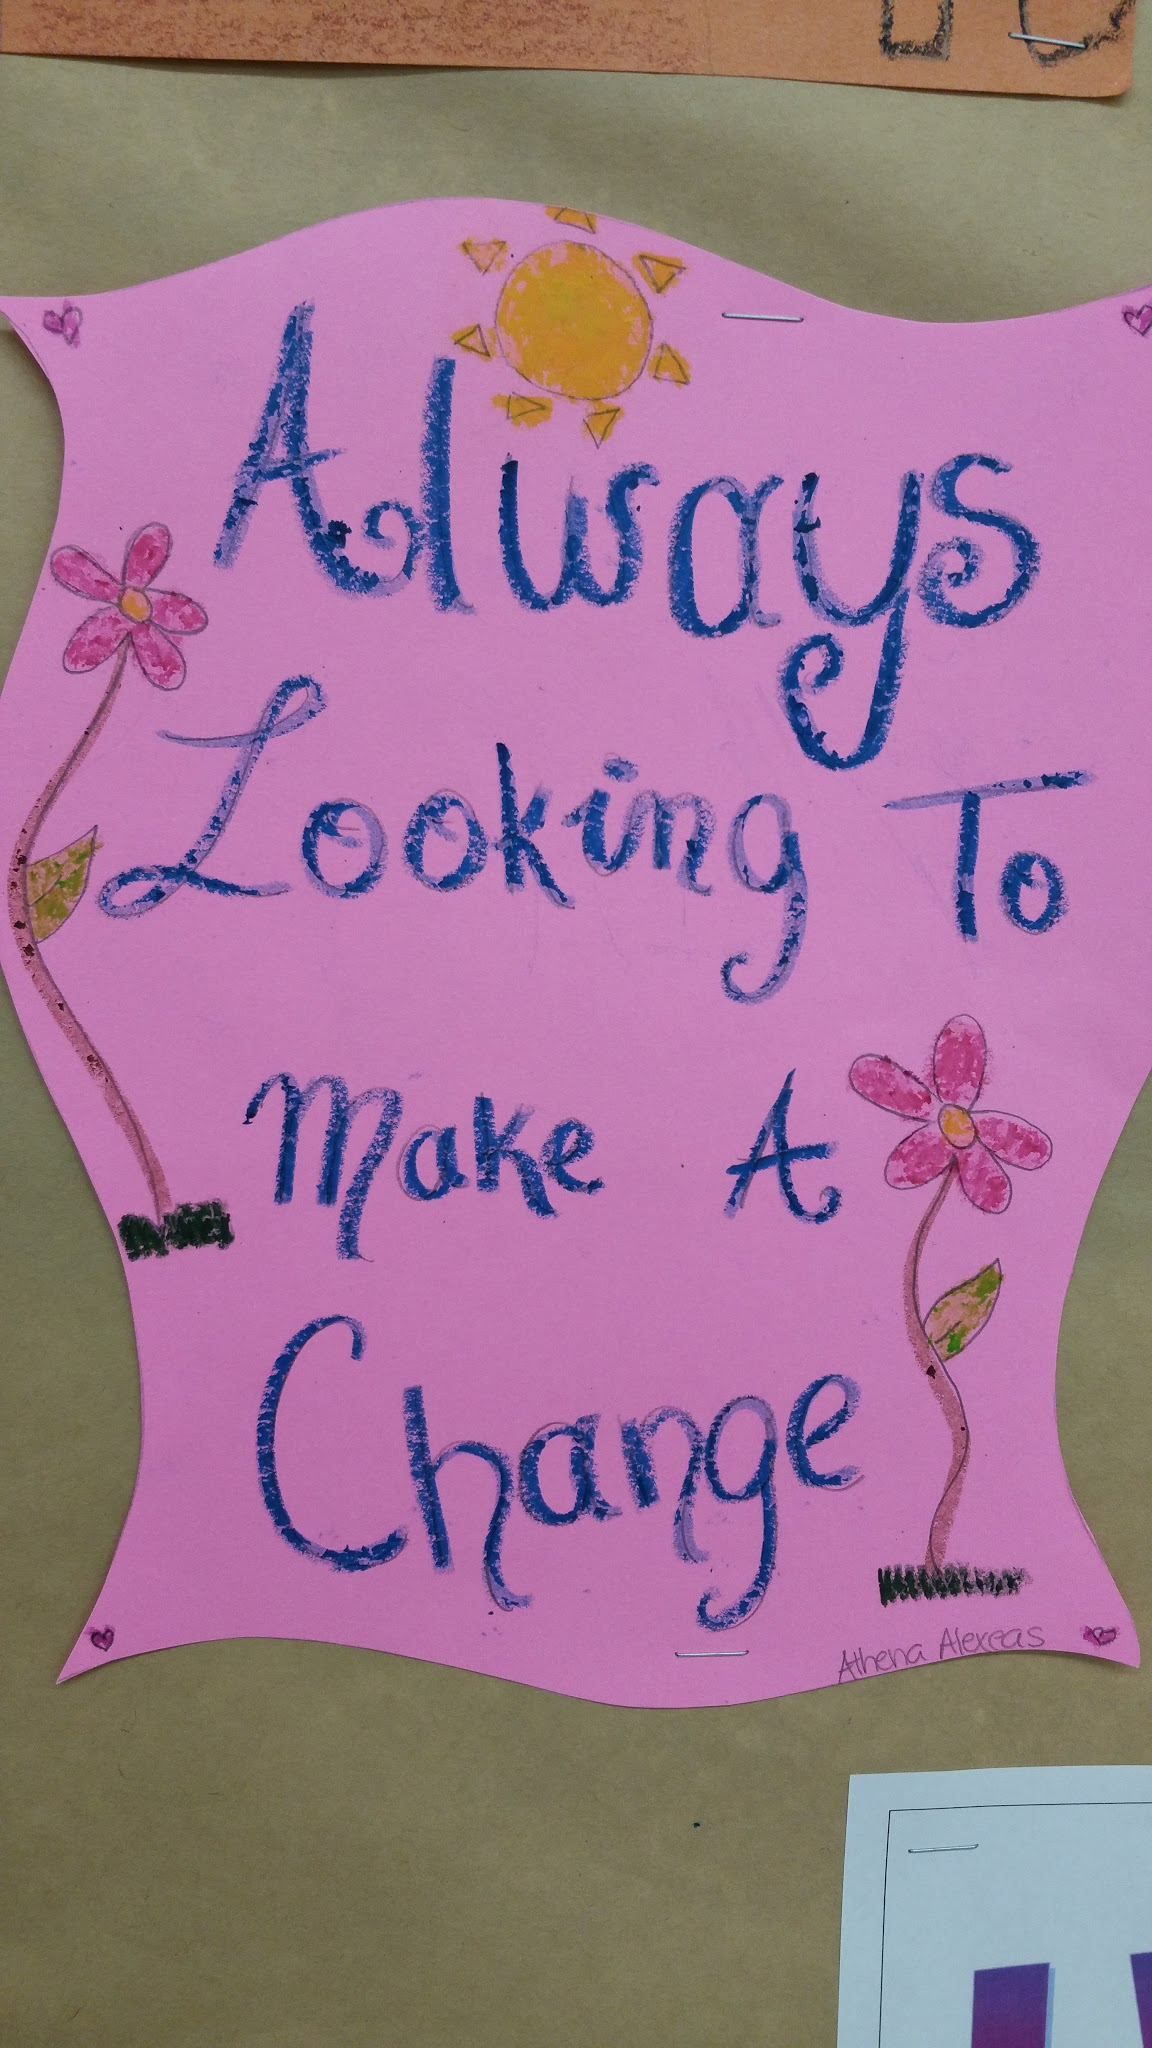 Always
Looking To
Make A
Change
Athena Alexeas